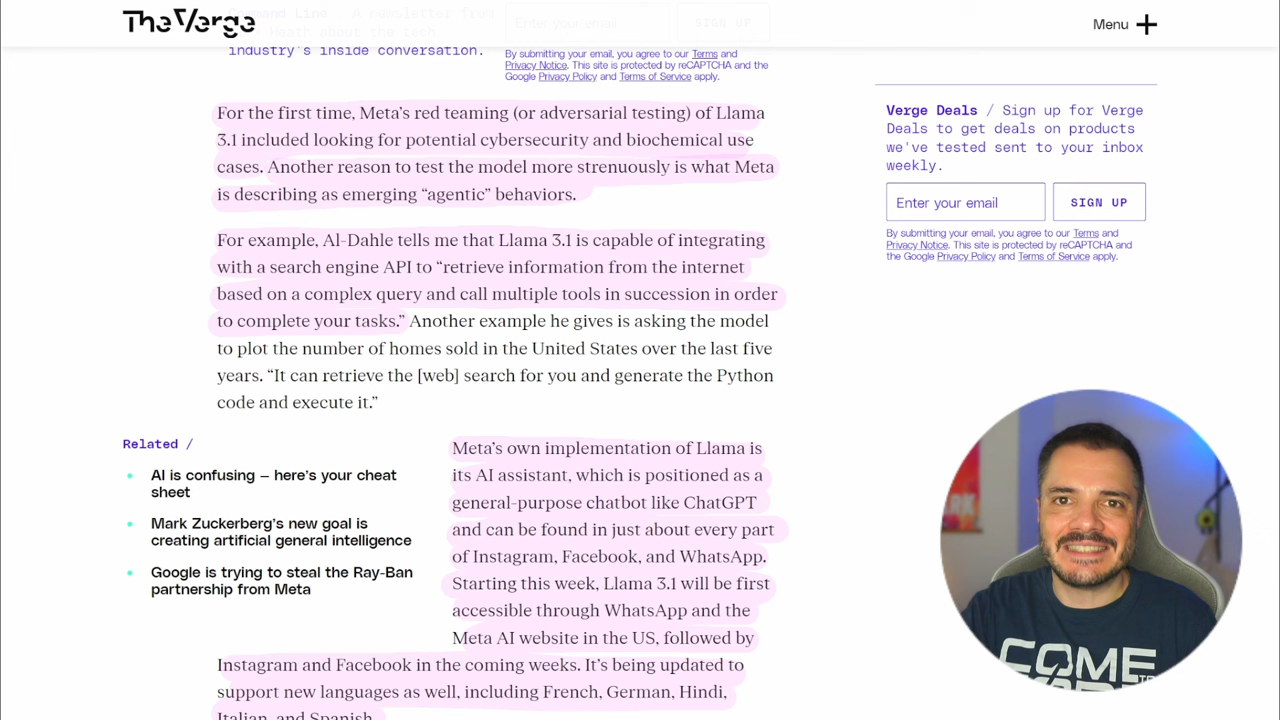 The Verge
Menu
Command Line / A newsletter from
Heath about the tech
industry's inside conversation.
Enter your email
SIGN UP
By submitting your email, you agree to our Terms and
Privacy Notice. This site is protected by reCAPTCHA and the
Google Privacy Policy and Terms of Service apply.
For the first time, Meta’s red teaming (or adversarial testing) of Llama
3.1 included looking for potential cybersecurity and biochemical use
cases. Another reason to test the model more strenuously is what Meta
is describing as emerging “agentic” behaviors.
For example, Al-Dahle tells me that Llama 3.1 is capable of integrating
with a search engine API to “retrieve information from the internet
based on a complex query and call multiple tools in succession in order
to complete your tasks.” Another example he gives is asking the model
to plot the number of homes sold in the United States over the last five
years. “It can retrieve the [web] search for you and generate the Python
code and execute it.”
Related /
AI is confusing — here’s your cheat
sheet
Mark Zuckerberg’s new goal is
creating artificial general intelligence
Google is trying to steal the Ray-Ban
partnership from Meta
Meta’s own implementation of Llama is
its AI assistant, which is positioned as a
general-purpose chatbot like ChatGPT
and can be found in just about every part
of Instagram, Facebook, and WhatsApp.
Starting this week, Llama 3.1 will be first
accessible through WhatsApp and the
Meta AI website in the US, followed by
Instagram and Facebook in the coming weeks. It’s being updated to
support new languages as well, including French, German, Hindi,
Italian, and Spanish.
Verge Deals / Sign up for Verge
Deals to get deals on products
we've tested sent to your inbox
weekly.
Enter your email
SIGN UP
By submitting your email, you agree to our Terms and
Privacy Notice. This site is protected by reCAPTCHA and
the Google Privacy Policy and Terms of Service apply.
COME